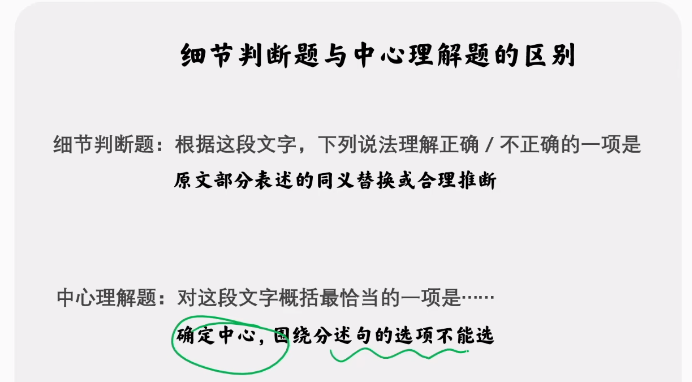 细节判断题与中心理解题的区别
细节判断题：根据这段文字，下列说法理解正确 / 不正确的一项是
原文部分表述的同义替换或合理推断
中心理解题：对这段文字概括最恰当的一项是……
确定中心，围绕分述句的选项不能选